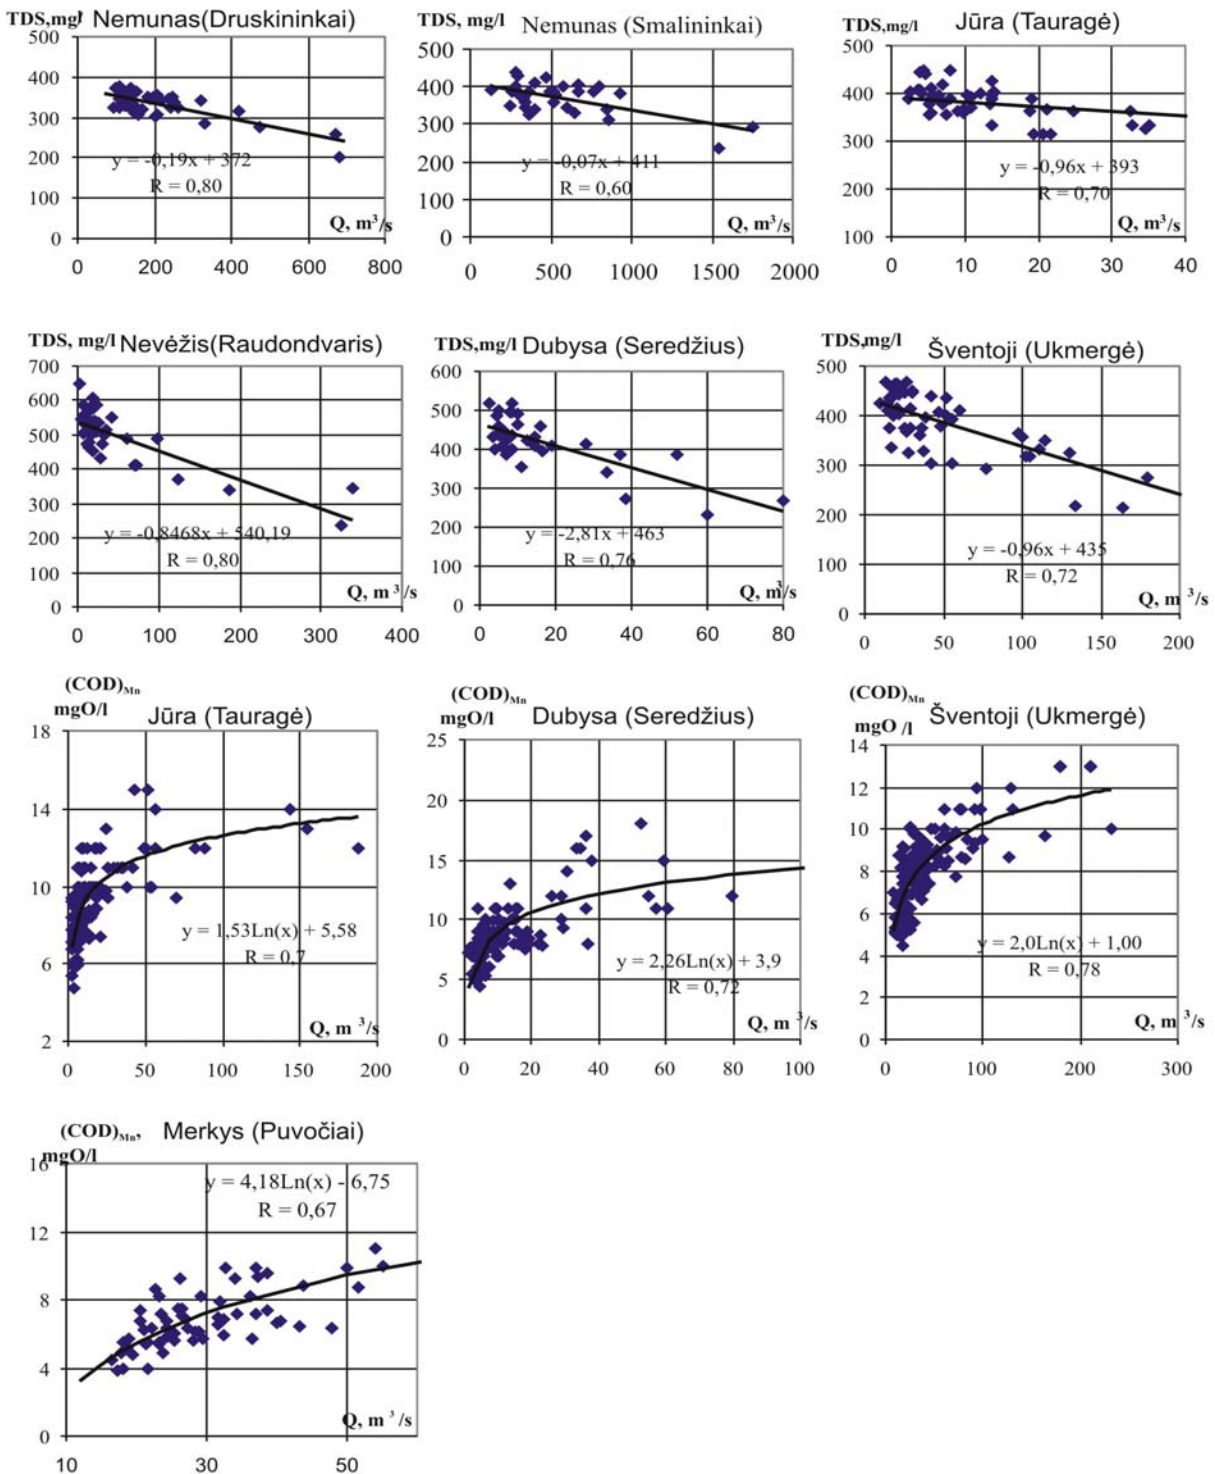 TDS,mg/l Nemunas(Druskininkai)
500
400
300
200
100
0
y = -0,19x + 372
R = 0,80
Q, m³/s
0 200 400 600 800
TDS, mg/l Nemunas (Smalininkai)
500
400
300
200
100
0
y = -0,07x + 411
R = 0,60
Q, m³/s
0 500 1000 1500 2000
TDS,mg/l Jūra (Tauragė)
500
400
300
200
100
y = -0,96x + 393
R = 0,70
Q, m³/s
0 10 20 30 40
TDS, mg/l Nevėžis(Raudondvaris)
700
600
500
400
300
200
100
0
y = -0,8468x + 540,19
R = 0,80
Q, m ³/s
0 100 200 300 400
TDS,mg/l Dubysa (Seredžius)
600
500
400
300
200
100
0
y = -2,81x + 463
R = 0,76
Q, m³/s
0 20 40 60 80
TDS,mg/l Šventoji (Ukmergė)
500
400
300
200
100
0
y = -0,96x + 435
R = 0,72
Q, m ³/s
0 50 100 150 200
(COD)Mn
mgO/l Jūra (Tauragė)
18
14
10
6
2
y = 1,53Ln(x) + 5,58
R = 0,7
Q, m ³/s
0 50 100 150 200
(COD)Mn
mgO/l Dubysa (Seredžius)
25
20
15
10
5
0
y = 2,26Ln(x) + 3,9
R = 0,72
Q, m ³/s
0 20 40 60 80 100
(COD)Mn
mgO /l Šventoji (Ukmergė)
14
12
10
8
6
4
2
0
y = 2,0Ln(x) + 1,00
R = 0,78
Q, m ³/s
0 100 200 300
(COD)Mn, Merkys (Puvočiai)
mgO/l
16
12
8
4
0
y = 4,18Ln(x) - 6,75
R = 0,67
Q, m ³/s
10 30 50